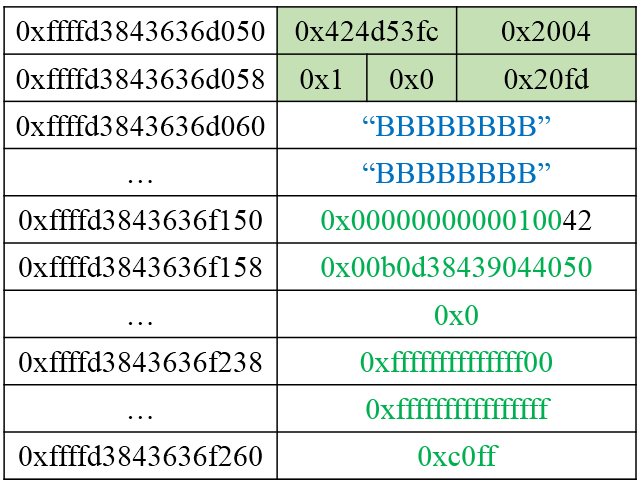 0xffffd3843636d050 0x424d53fc 0x2004
0xffffd3843636d058 0x1 0x0 0x20fd
0xffffd3843636d060 “BBBBBBBB”
… “BBBBBBBB”
0xffffd3843636f150 0x0000000000010042
0xffffd3843636f158 0x00b0d38439044050
… 0x0
0xffffd3843636f238 0xffffffffffffff00
… 0xffffffffffffffff
0xffffd3843636f260 0xc0ff